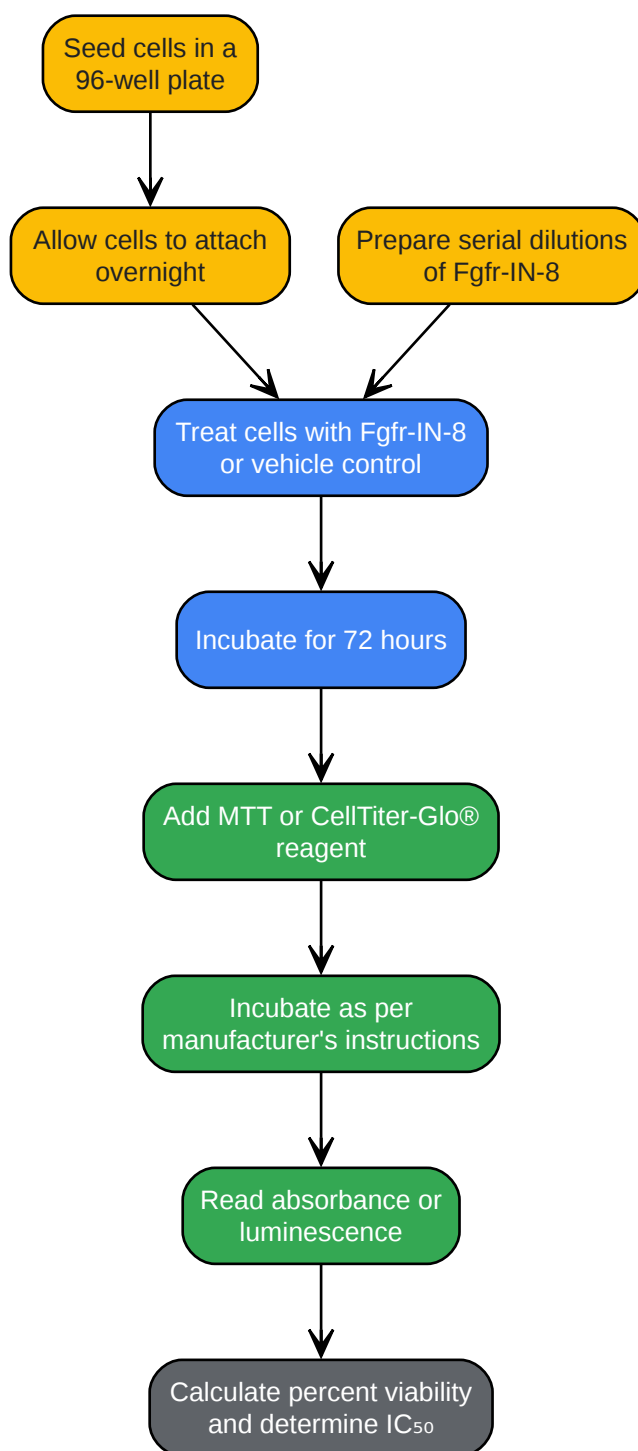 Seed cells in a
96-well plate
Allow cells to attach
overnight
Prepare serial dilutions
of Fgfr-IN-8
Treat cells with Fgfr-IN-8
or vehicle control
Incubate for 72 hours
Add MTT or CellTiter-Glo®
reagent
Incubate as per
manufacturer's instructions
Read absorbance or
luminescence
Calculate percent viability
and determine IC₅₀